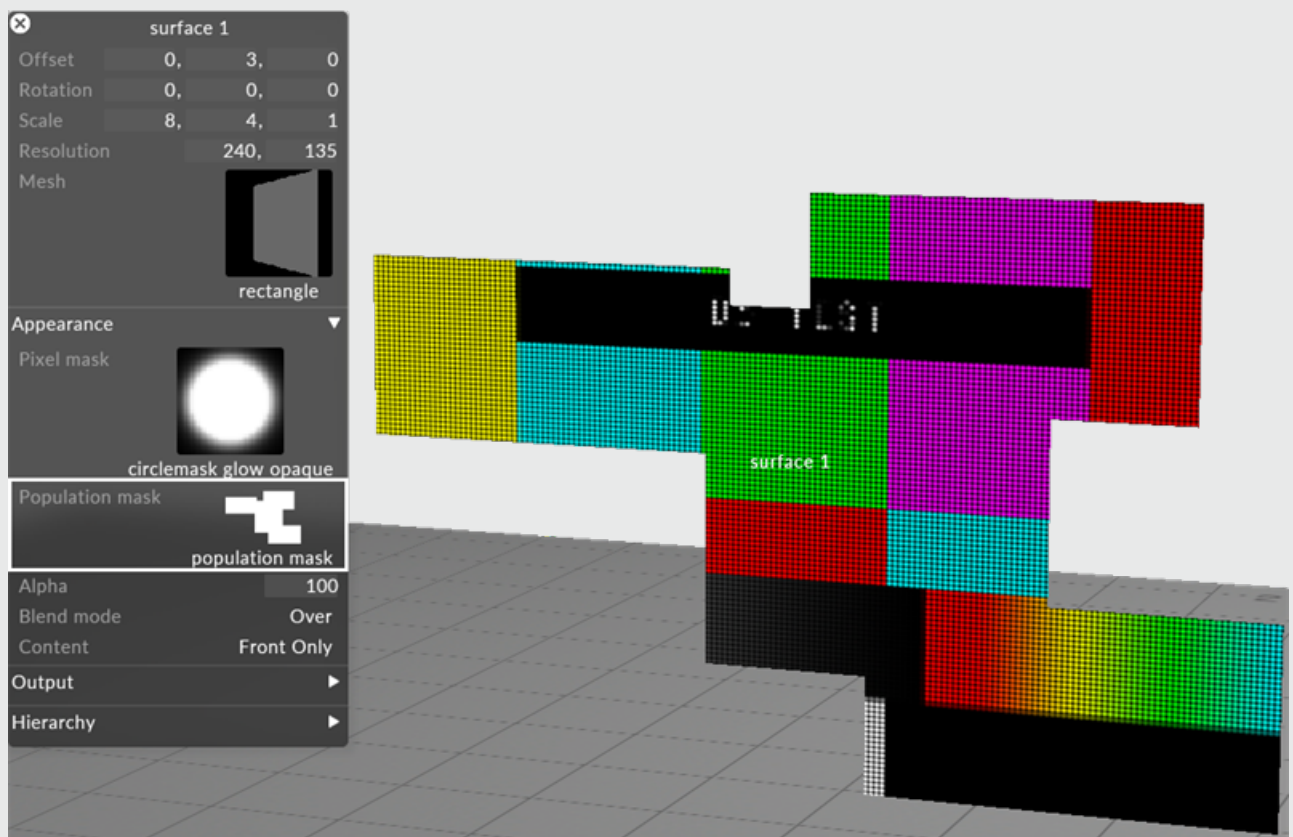 surface 1
Offset 0, 3, 0
Rotation 0, 0, 0
Scale 8, 4, 1
Resolution 240, 135
Mesh
rectangle
Appearance
Pixel mask
circlemask glow opaque
Population mask
population mask
Alpha 100
Blend mode Over
Content Front Only
Output
Hierarchy
surface 1